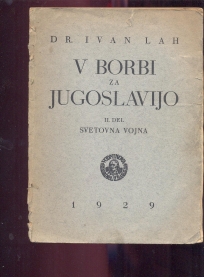 DR. IVAN LAH
V BORBI
ZA
JUGOSLAVIJO
II. DEL
SVETOVNA VOJNA
1929